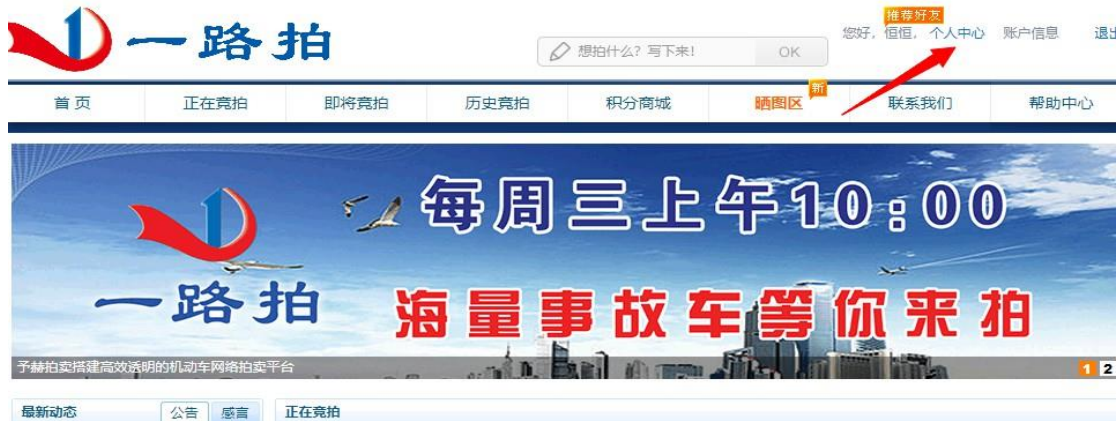 推荐好友
一路拍
想拍什么？写下来！ OK
您好，恒恒， 个人中心 账户信息 退出
新
首页 正在竞拍 即将竞拍 历史竞拍 积分商城 晒图区 联系我们 帮助中心
每周三上午10:00
一路拍
海量事故车等你来拍
予赫拍卖搭建高效透明的机动车网络拍卖平台
1 2
最新动态 公告 感言 正在竞拍